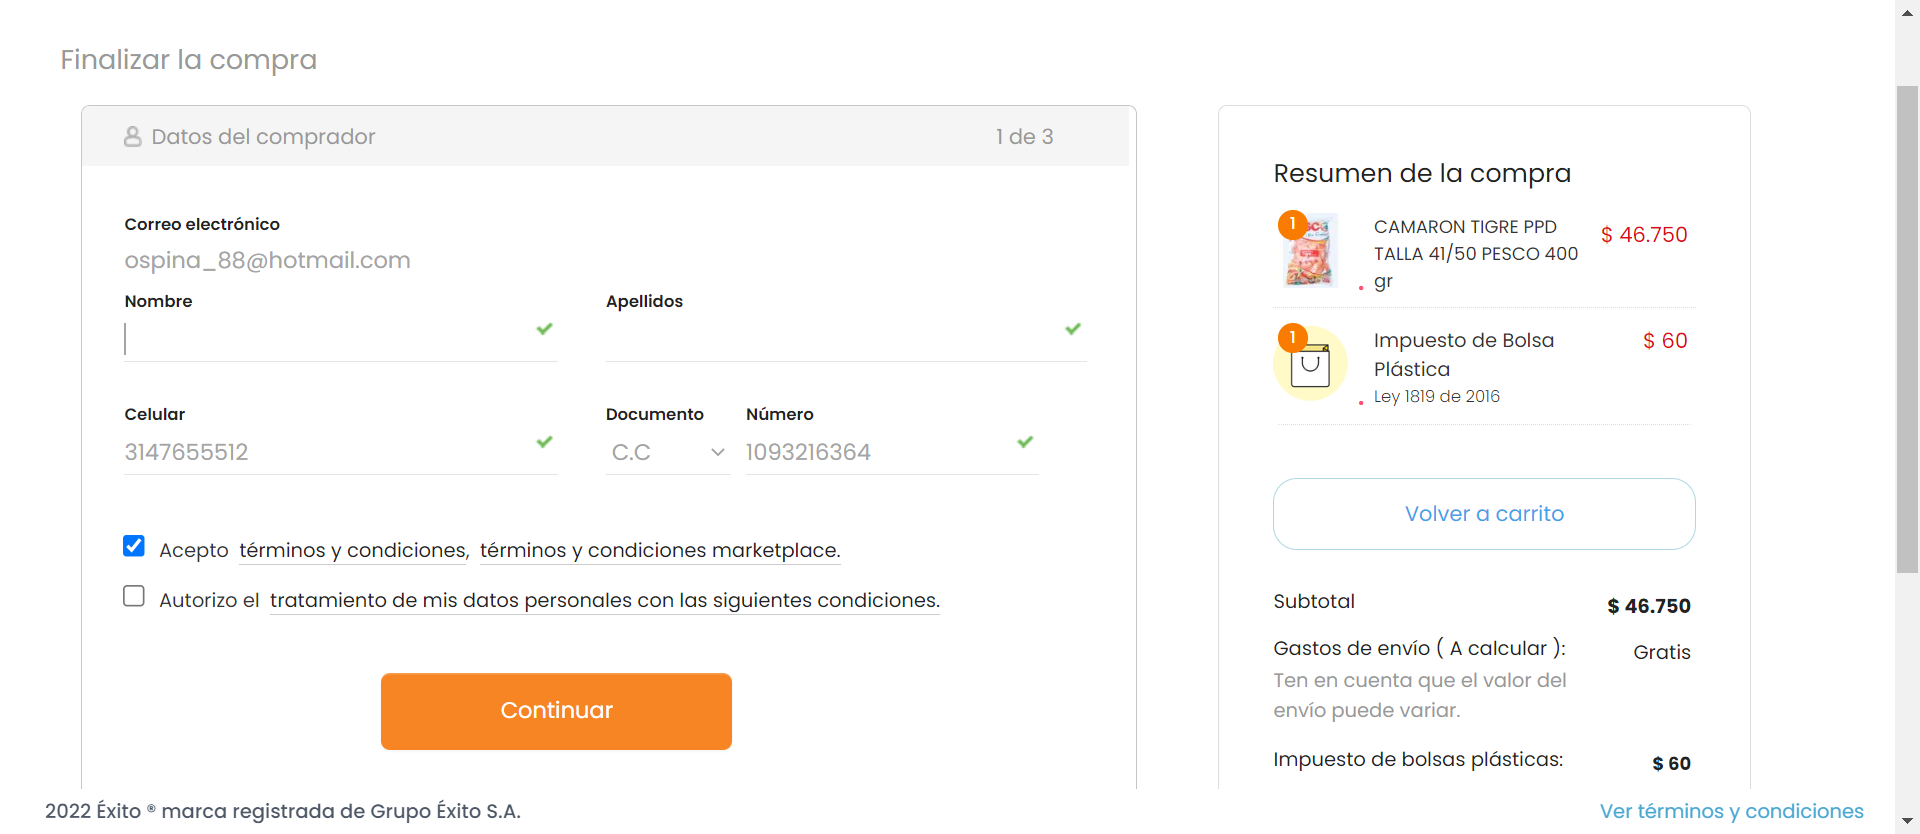 Finalizar la compra
Datos del comprador
1 de 3
Correo electrónico
ospina_88@hotmail.com
Nombre
Apellidos
Celular
Documento
Número
3147655512
C.C
1093216364
Acepto términos y condiciones, términos y condiciones marketplace.
Autorizo el tratamiento de mis datos personales con las siguientes condiciones.
Continuar
Resumen de la compra
1
CAMARON TIGRE PPD
TALLA 41/50 PESCO 400
gr
$ 46.750
1
Impuesto de Bolsa
Plástica
Ley 1819 de 2016
$ 60
Volver a carrito
Subtotal
$ 46.750
Gastos de envío ( A calcular ):
Gratis
Ten en cuenta que el valor del
envío puede variar.
Impuesto de bolsas plásticas:
$ 60
2022 Éxito ® marca registrada de Grupo Éxito S.A.
Ver términos y condiciones